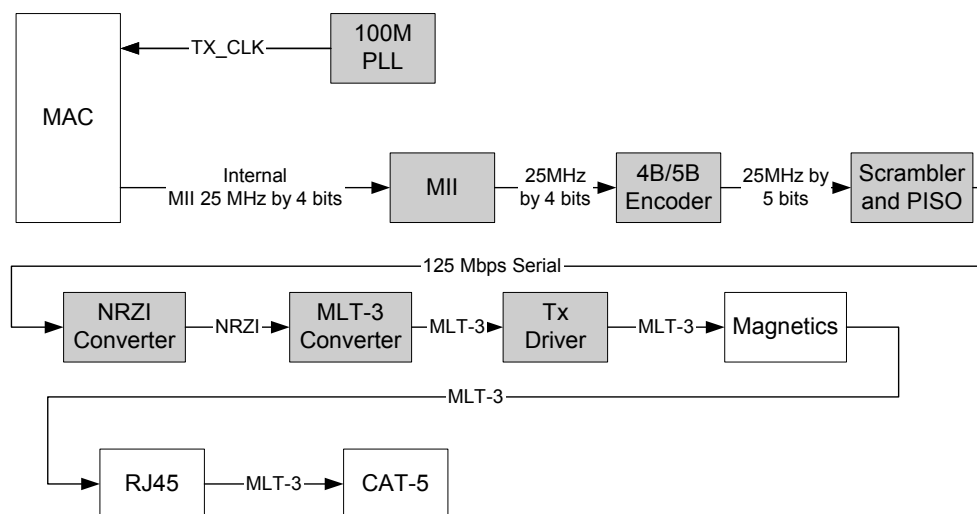 100M
PLL
TX_CLK
MAC
Internal
MII 25 MHz by 4 bits
MII
25MHz
by 4 bits
4B/5B
Encoder
25MHz by
5 bits
Scrambler
and PISO
125 Mbps Serial
NRZI
Converter
NRZI
MLT-3
Converter
MLT-3
Tx
Driver
MLT-3
Magnetics
MLT-3
RJ45
MLT-3
CAT-5